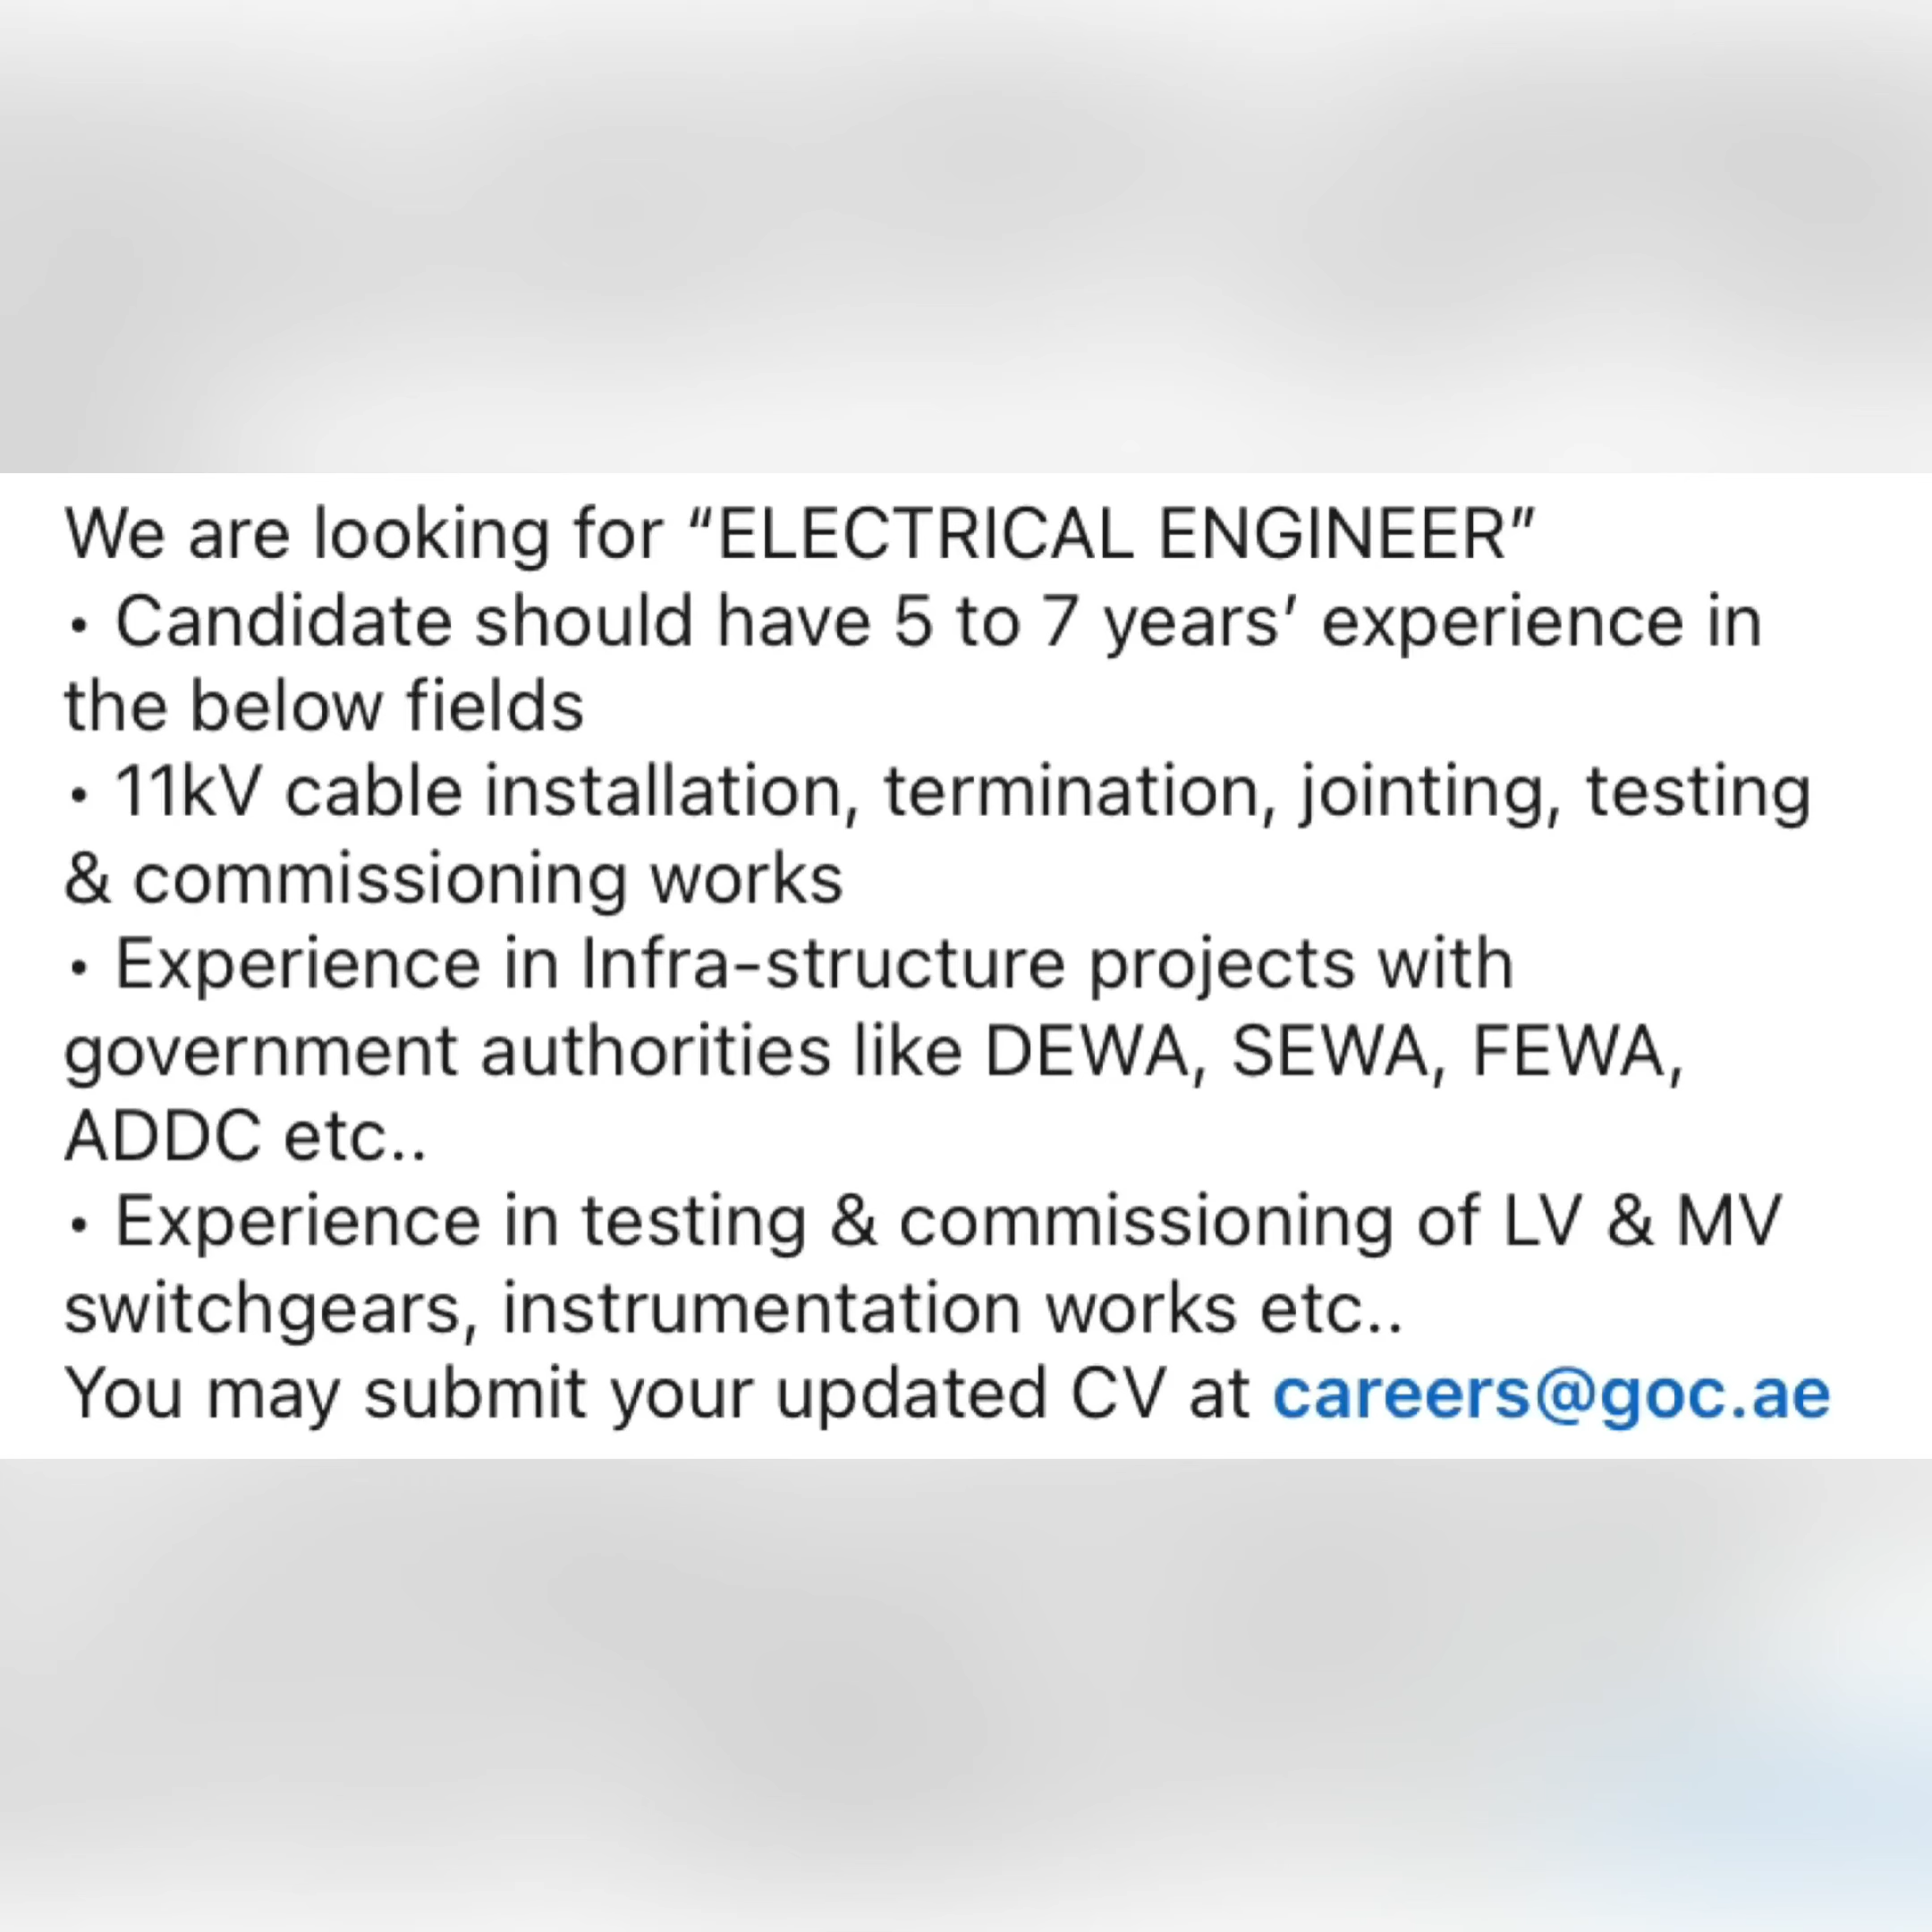 We are looking for “ELECTRICAL ENGINEER”
• Candidate should have 5 to 7 years’ experience in
the below fields
• 11kV cable installation, termination, jointing, testing
& commissioning works
• Experience in Infra-structure projects with
government authorities like DEWA, SEWA, FEWA,
ADDC etc..
• Experience in testing & commissioning of LV & MV
switchgears, instrumentation works etc..
You may submit your updated CV at careers@goc.ae